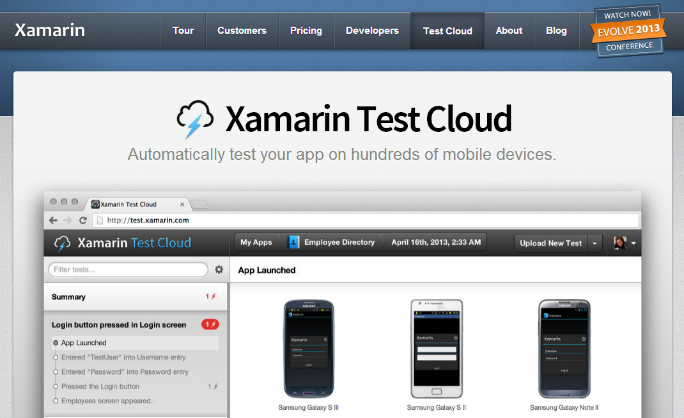 Xamarin
Tour
Customers
Pricing
Developers
Test Cloud
About
Blog
WATCH NOW!
EVOLVE 2013
CONFERENCE
Xamarin Test Cloud
Automatically test your app on hundreds of mobile devices.
Xamarin Test Cloud
http://test.xamarin.com
Xamarin Test Cloud
My Apps
Employee Directory
April 16th, 2013, 2:33 AM
Upload New Test
Filter tests...
App Launched
Summary
1
Login button pressed in Login screen
1
App Launched
Entered "TestUser" into Username entry
Entered "Password" into Password entry
Pressed the Login button
1
Employees screen appeared.
Xamarin
Xamarin
Xamarin
Samsung Galaxy S III
Samsung Galaxy S II
Samsung Galaxy Note II